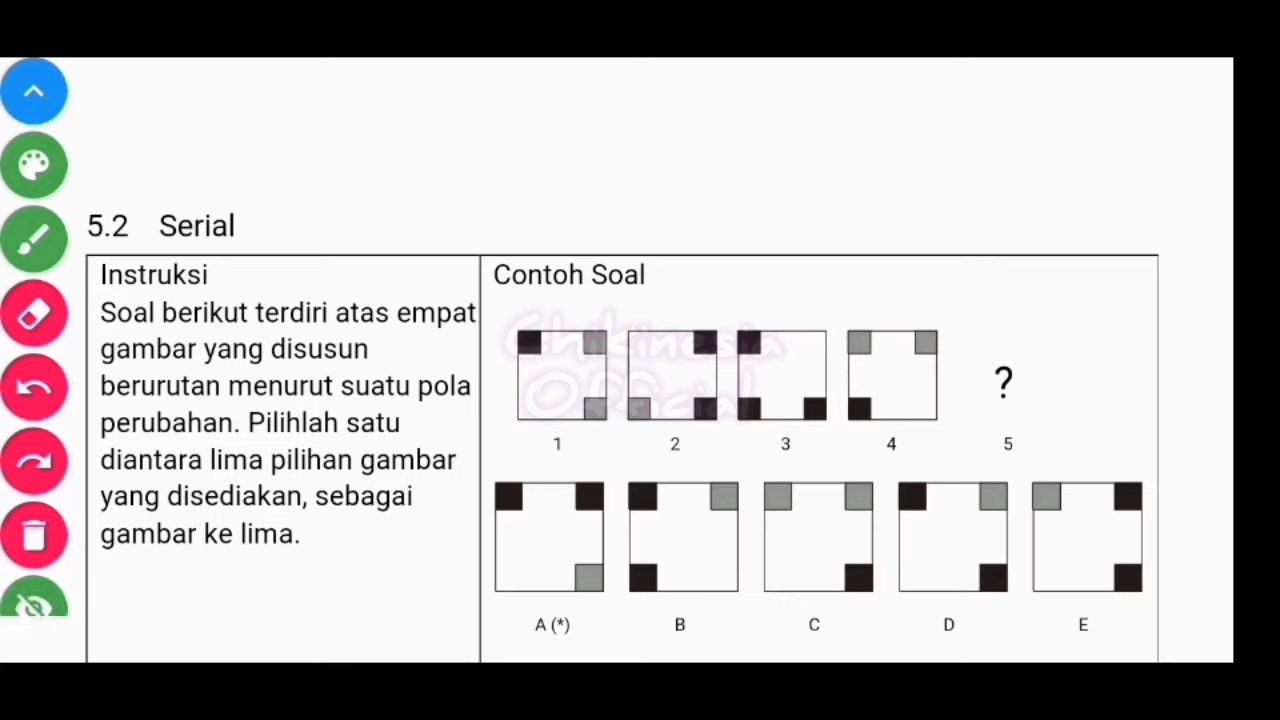 5.2 Serial
Instruksi
Soal berikut terdiri atas empat
gambar yang disusun
berurutan menurut suatu pola
perubahan. Pilihlah satu
diantara lima pilihan gambar
yang disediakan, sebagai
gambar ke lima.
Contoh Soal
Chikinesia
Official
?
1 2 3 4 5
A (*) B C D E